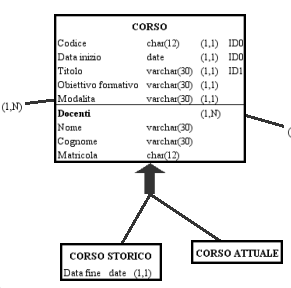 CORSO
Codice char(12) (1,1) ID0
Data inizio date (1,1) ID0
Titolo varchar(30) (1,1) ID1
Obiettivo formativo varchar(30) (1,1)
Modalita varchar(30) (1,1)
(1,N)
Docenti (1,N)
Nome varchar(30)
Cognome varchar(30)
Matricola char(12)
(
CORSO STORICO
Data fine date (1,1)
CORSO ATTUALE